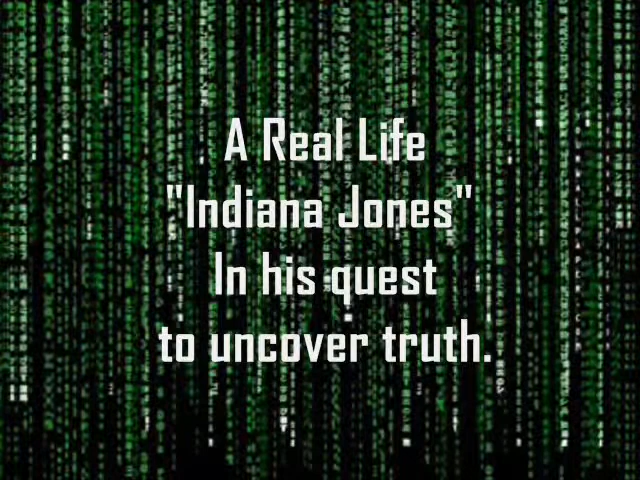 A Real Life
"Indiana Jones"
In his quest
to uncover truth.